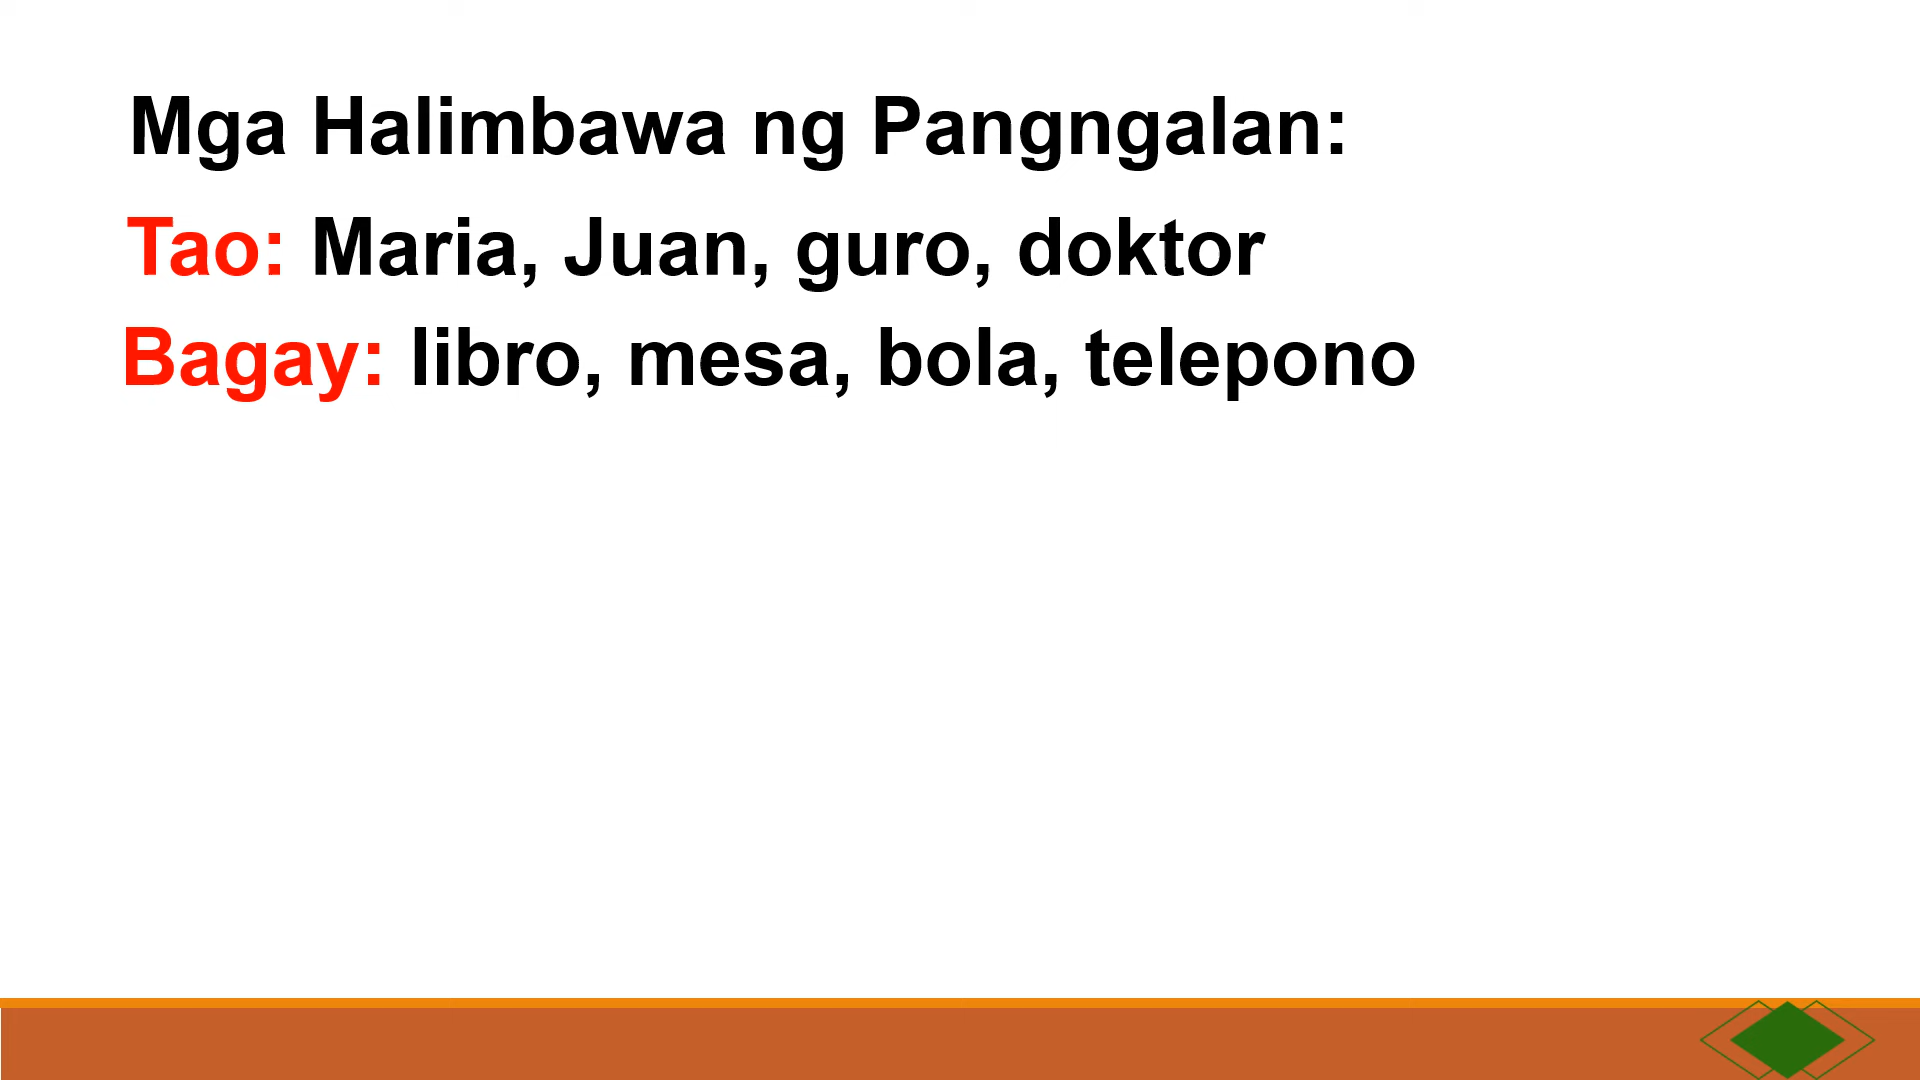 Mga Halimbawa ng Pangngalan:
Tao: Maria, Juan, guro, doktor
Bagay: libro, mesa, bola, telepono